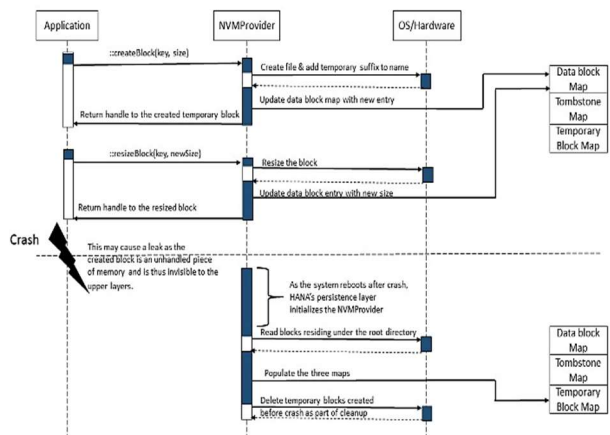 Application
NVMProvider
OS/Hardware
::createBlock(key, size)
Create file & add temporary suffix to name
Update data block map with new entry
Return handle to the created temporary block
Data block
Map
Tombstone
Map
Temporary
Block Map
::resizeBlock(key, newSize)
Resize the block
Update data block entry with new size
Return handle to the resized block
Crash
This may cause a leak as the
created block is an unhandled piece
of memory and is thus invisible to the
upper layers.
As the system reboots after crash,
HANA's persistence layer
initializes the NVMProvider
Read blocks residing under the root directory
Populate the three maps
Delete temporary blocks created
before crash as part of cleanup
Data block
Map
Tombstone
Map
Temporary
Block Map